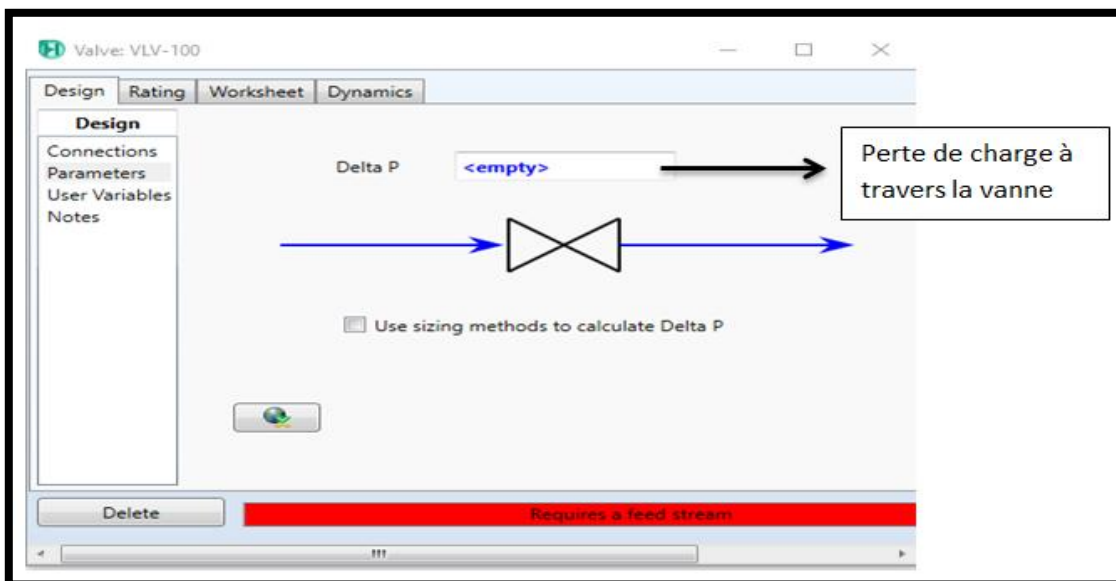 Valve: VLV-100
Design Rating Worksheet Dynamics
Design
Connections
Parameters
User Variables
Notes
Delta P <empty>
Perte de charge à
travers la vanne
Use sizing methods to calculate Delta P
Delete
Requires a feed stream